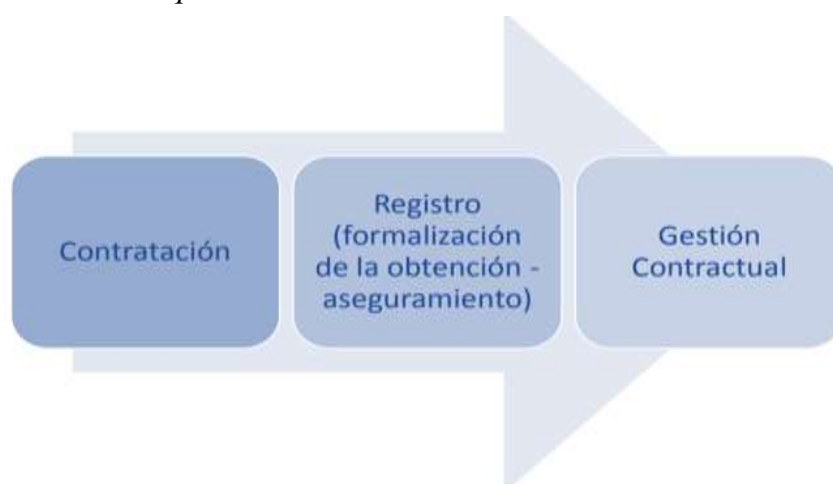 Contratación
Registro
(formalización
de la obtención -
aseguramiento)
Gestión
Contractual